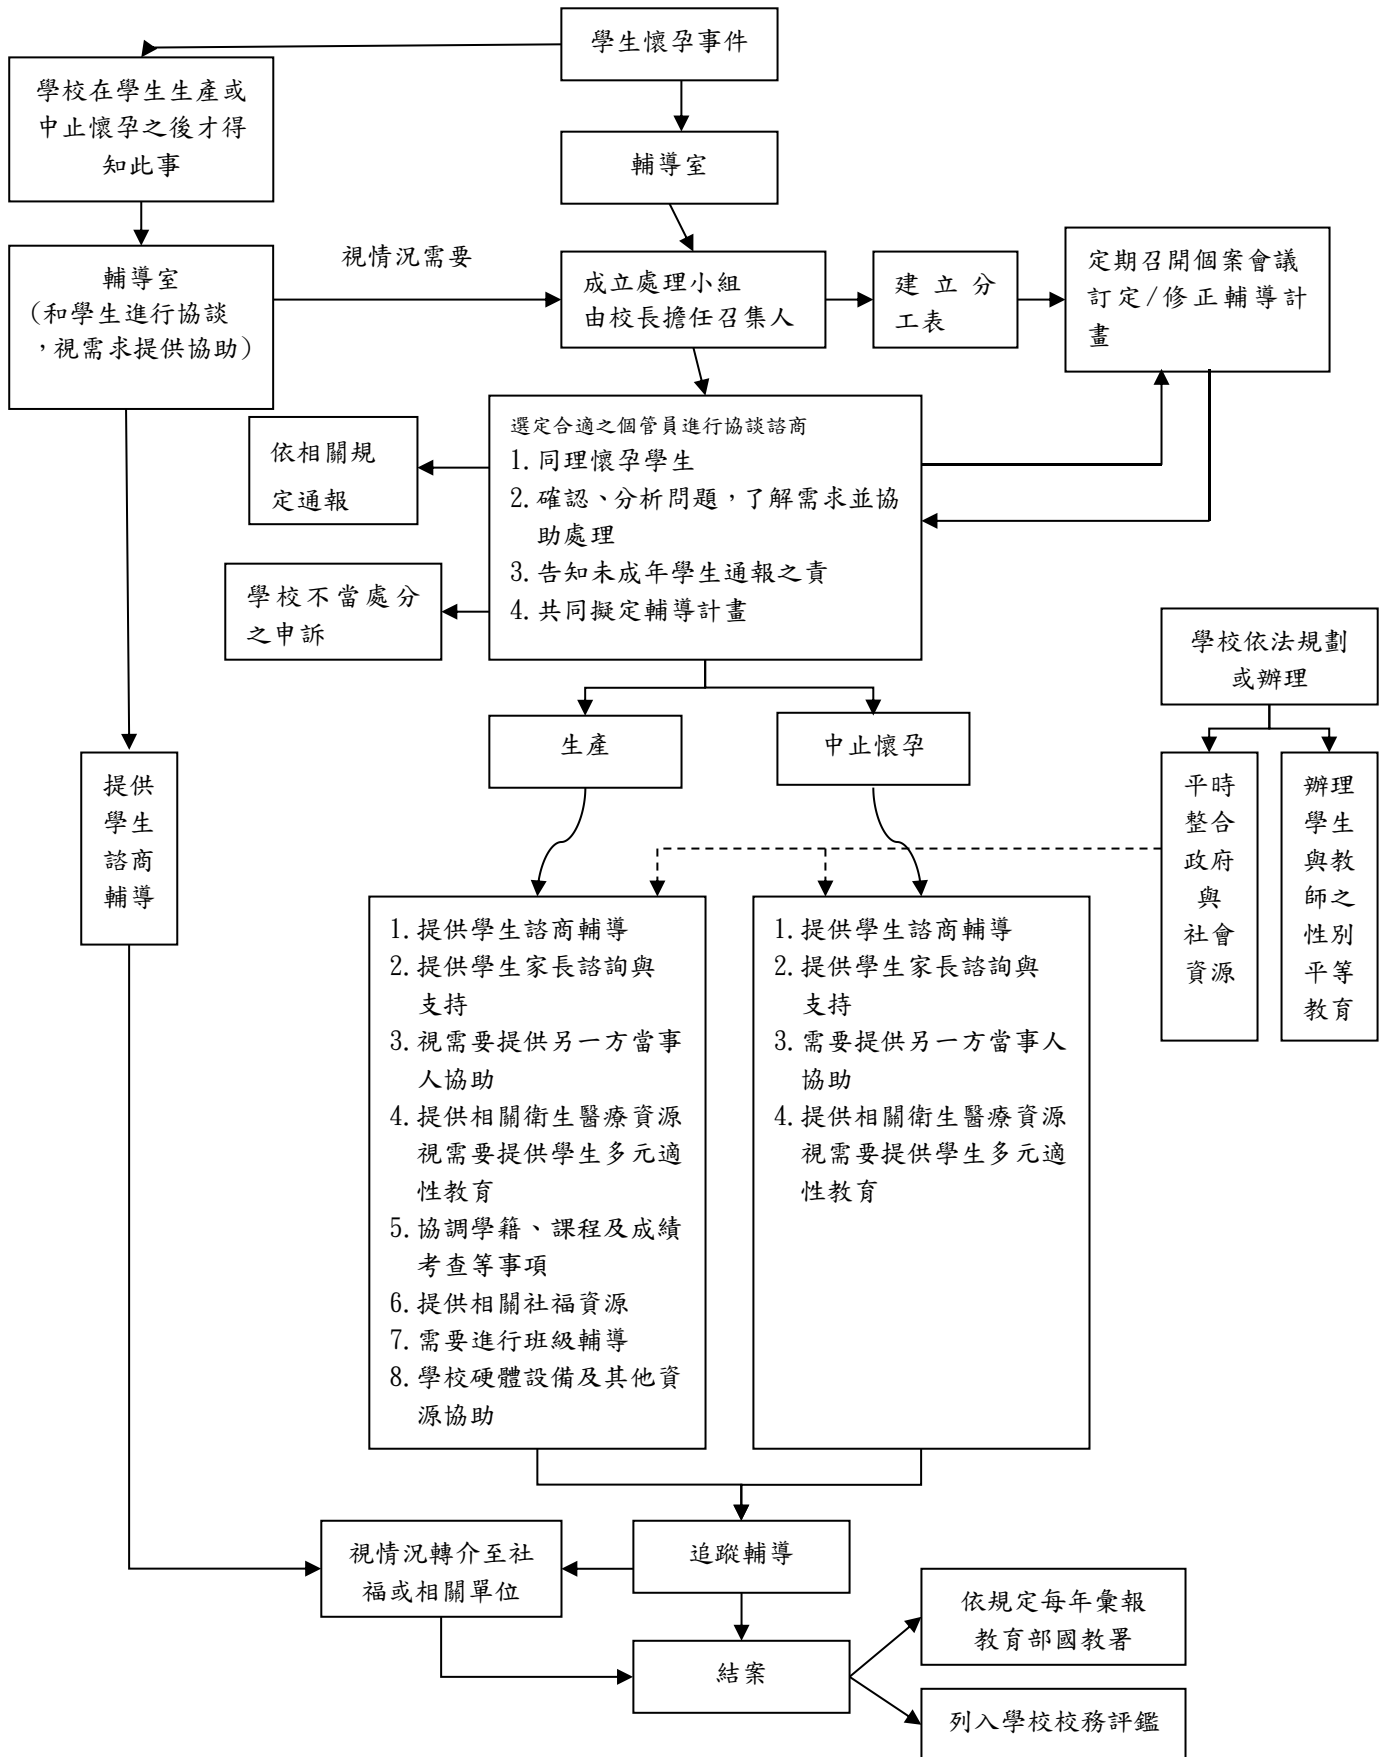 學生懷孕事件
學校在學生生產或
中止懷孕之後才得
知此事
輔導室
輔導室
(和學生進行協談
，視需求提供協助)
視情況需要
成立處理小組
由校長擔任召集人
建立分
工表
定期召開個案會議
訂定/修正輔導計
畫
選定合適之個管員進行協談諮商
1.同理懷孕學生
2.確認、分析問題，了解需求並協
助處理
3.告知未成年學生通報之責
4.共同擬定輔導計畫
依相關規
定通報
學校不當處分
之申訴
學校依法規劃
或辦理
生產
中止懷孕
提供
學生
諮商
輔導
平時
整合
政府
與
社會
資源
辦理
學生
與教
師之
性別
平等
教育
1.提供學生諮商輔導
2.提供學生家長諮詢與
支持
3.視需要提供另一方當事
人協助
4.提供相關衛生醫療資源
視需要提供學生多元適
性教育
5.協調學籍、課程及成績
考查等事項
6.提供相關社福資源
7.需要進行班級輔導
8.學校硬體設備及其他資
源協助
1.提供學生諮商輔導
2.提供學生家長諮詢與
支持
3.需要提供另一方當事人
協助
4.提供相關衛生醫療資源
視需要提供學生多元適
性教育
視情況轉介至社
福或相關單位
追蹤輔導
結案
依規定每年彙報
教育部國教署
列入學校校務評鑑